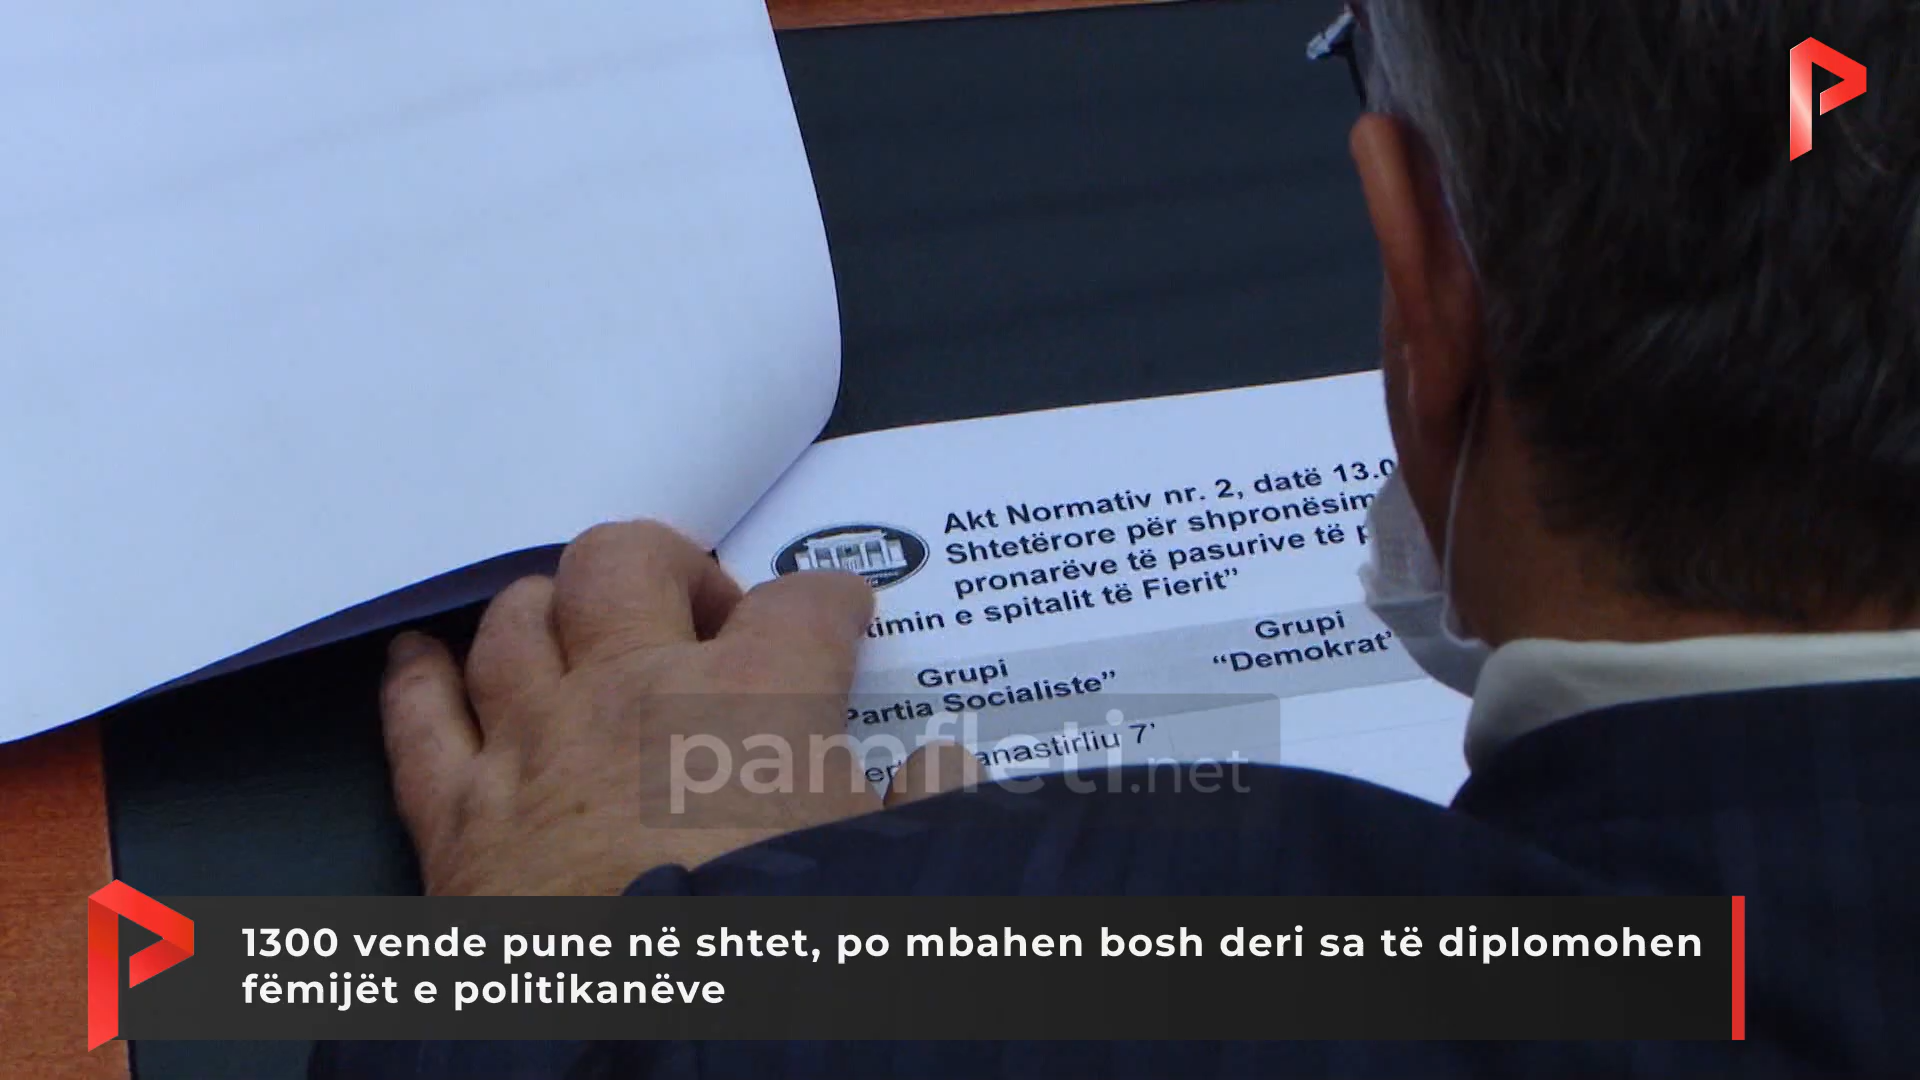 Akt Normativ nr. 2, datë 13.0
Shtetërore për shpronësim
pronarëve të pasurive të p
timin e spitalit të Fierit”
Grupi
“Demokrat”
Grupi
Partia Socialiste”
anastirliu 7’
pamfleti.net
1300 vende pune në shtet, po mbahen bosh deri sa të diplomohen
fëmijët e politikanëve